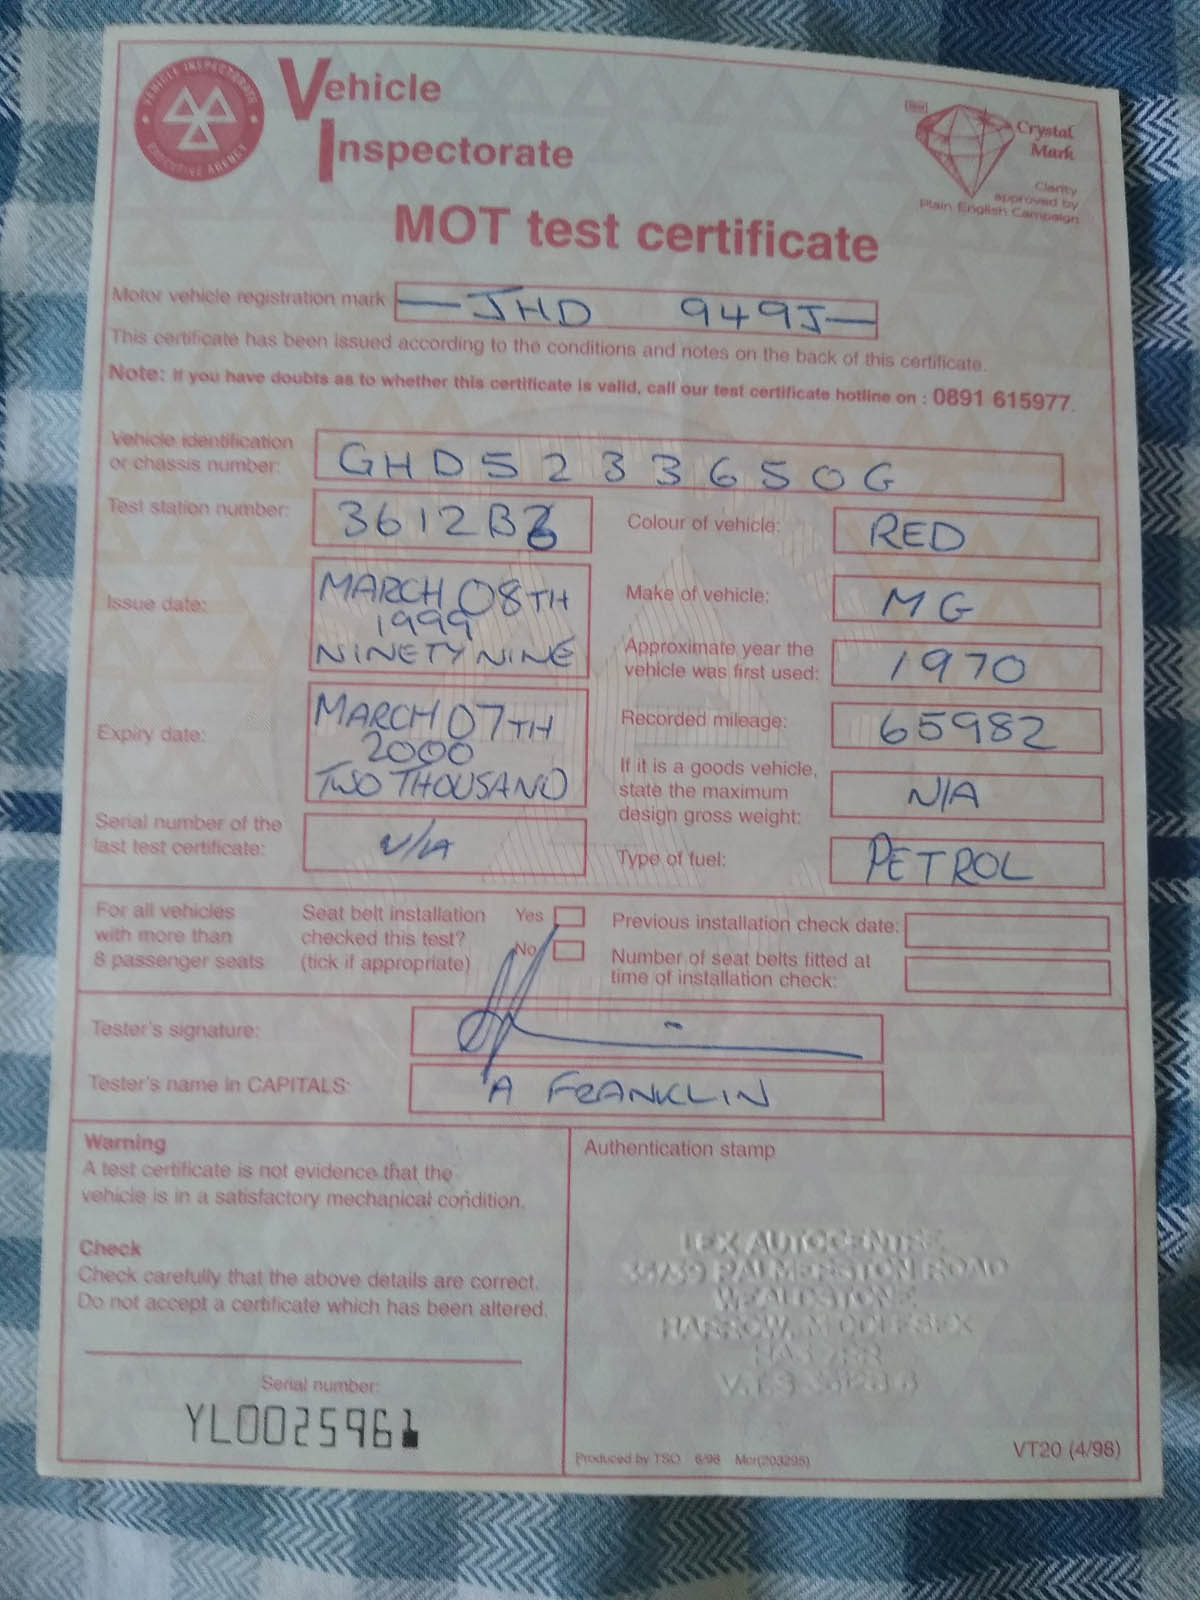 VEHICLE INSPECTORATE
EXECUTIVE AGENCY
Vehicle
Inspectorate
Crystal
Mark
Clarity
approved by
Plain English Campaign
MOT test certificate
Motor vehicle registration mark — JHD 949J —
This certificate has been issued according to the conditions and notes on the back of this certificate.
Note: If you have doubts as to whether this certificate is valid, call our test certificate hotline on : 0891 615977.
Vehicle identification
or chassis number: GHD5233650G
Test station number: 3612B
Colour of vehicle: RED
Issue date: MARCH 08TH
1999
NINETY NINE
Make of vehicle: MG
Approximate year the
vehicle was first used: 1970
Expiry date: MARCH 07TH
2000
TWO THOUSAND
Recorded mileage: 65982
If it is a goods vehicle,
state the maximum
design gross weight: N/A
Serial number of the
last test certificate: N/A
Type of fuel: PETROL
For all vehicles
with more than
8 passenger seats
Seat belt installation
checked this test?
(tick if appropriate)
Yes
No
Previous installation check date:
Number of seat belts fitted at
time of installation check:
Tester's signature:
Tester's name in CAPITALS: A FRANKLIN
Warning
A test certificate is not evidence that the
vehicle is in a satisfactory mechanical condition.
Check
Check carefully that the above details are correct.
Do not accept a certificate which has been altered.
Serial number:
YL0025961
Authentication stamp
LEX AUTOCENTRE
35/39 PALMERSTON ROAD
WEALDSTONE
HARROW, MIDDLESEX
Produced by TSO 6/98 Mcr(203295)
VT20 (4/98)